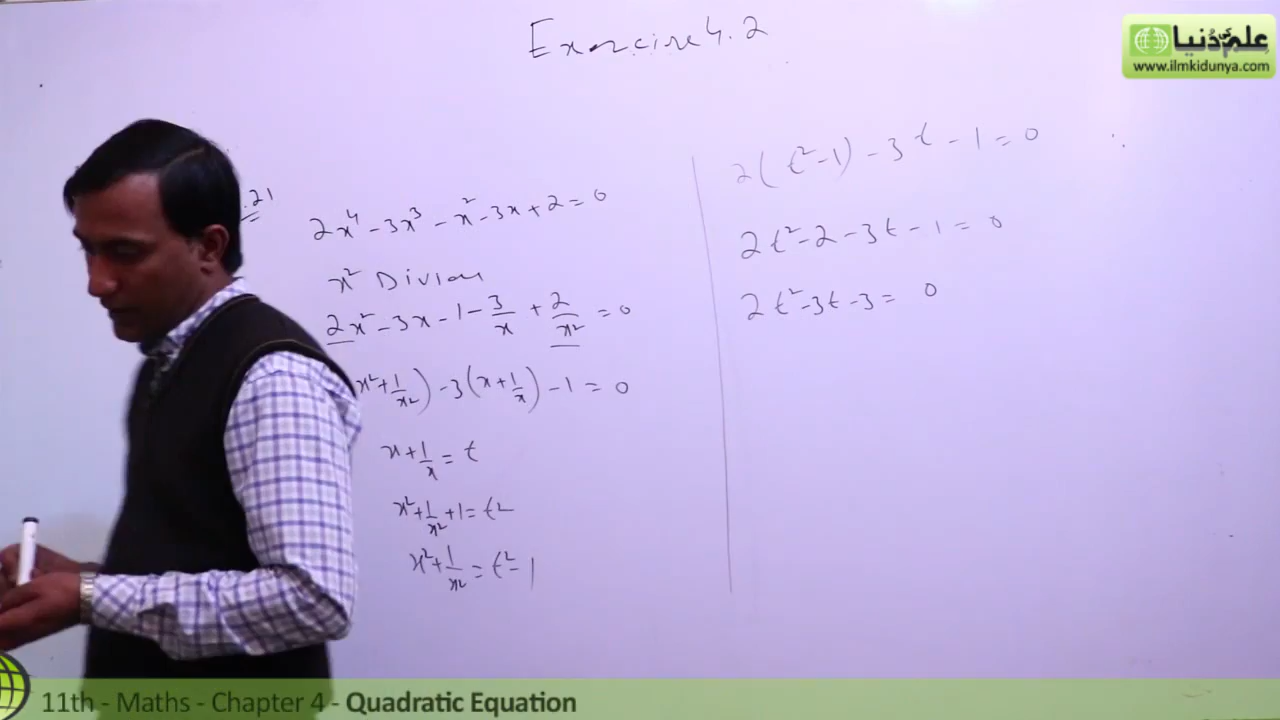 Exercise 4.2
علم کی دُنیا
www.ilmkidunya.com
.21
2x⁴ - 3x³ - x² - 3x + 2 = 0
x² Divion
2x² - 3x - 1 - 3/x + 2/x² = 0
x² + 1/x²) - 3(x + 1/x) - 1 = 0
x + 1/x = t
x² + 1/x² + 1 = t²
x² + 1/x² = t² - 1
2(t² - 1) - 3t - 1 = 0
2t² - 2 - 3t - 1 = 0
2t² - 3t - 3 = 0
11th - Maths - Chapter 4 - Quadratic Equation